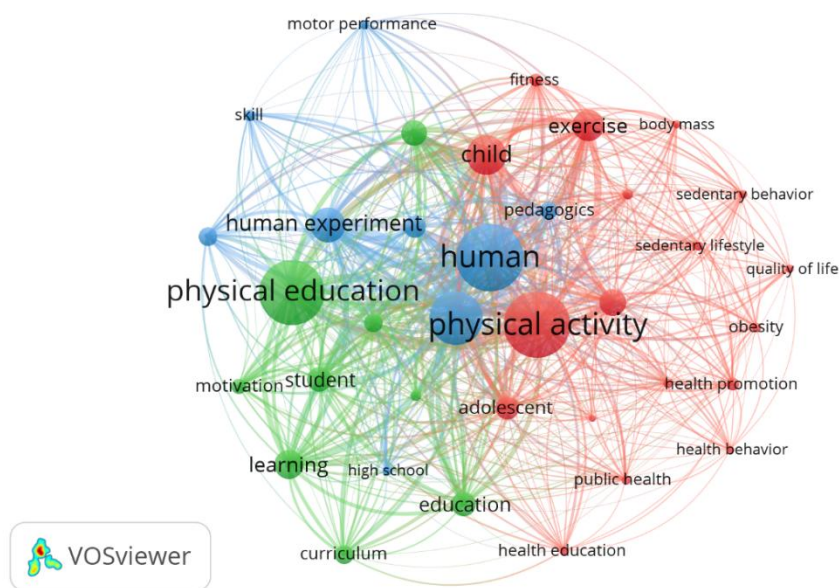 motor performance
fitness
skill
exercise
body mass
child
sedentary behavior
human experiment
pedagogics
sedentary lifestyle
human
quality of life
physical education
physical activity
obesity
motivation
student
health promotion
adolescent
learning
high school
health behavior
public health
education
curriculum
health education
VOSviewer